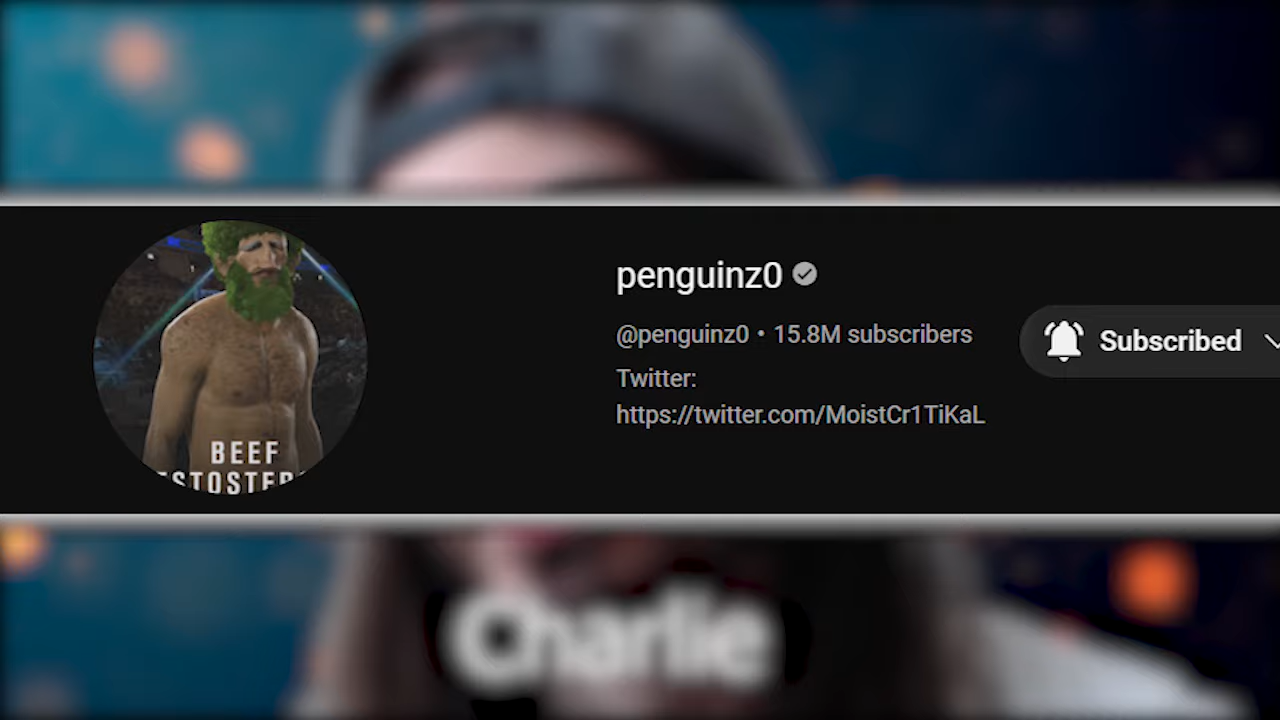 penguinz0
@penguinz0 • 15.8M subscribers
Subscribed
Twitter:
https://twitter.com/MoistCr1TiKaL
BEEF
Charlie